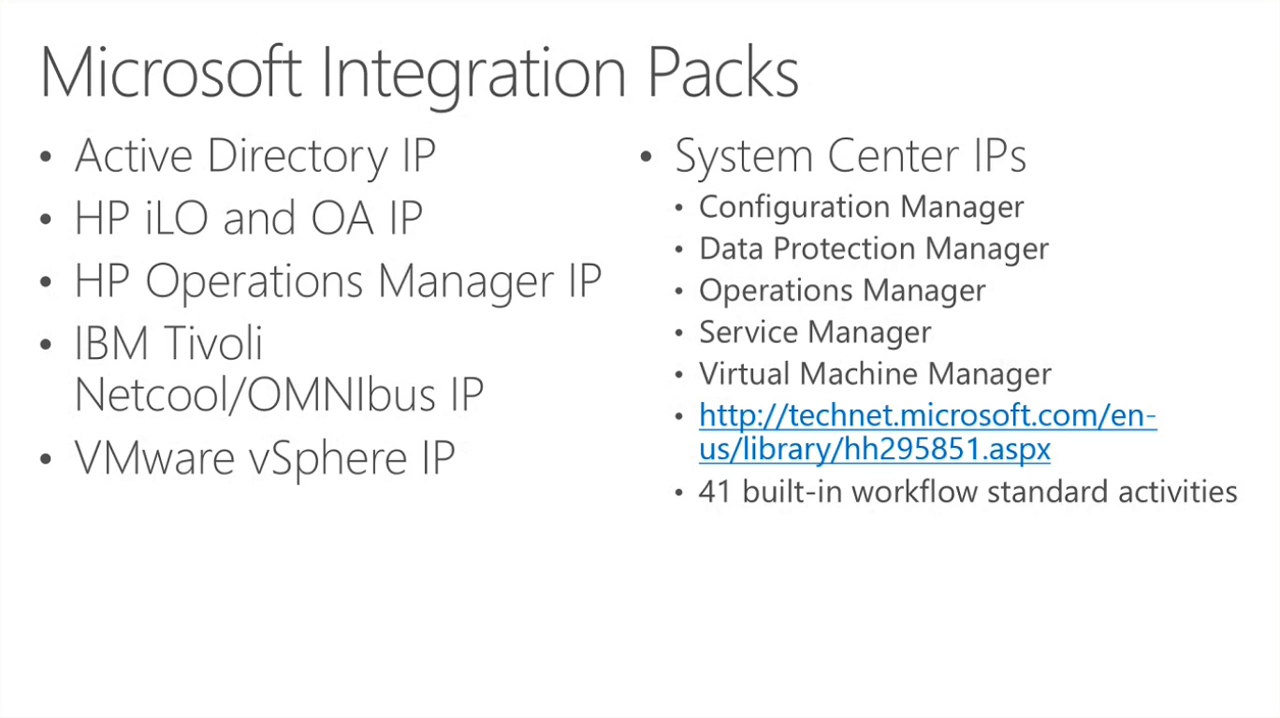 Microsoft Integration Packs
• Active Directory IP
• HP iLO and OA IP
• HP Operations Manager IP
• IBM Tivoli
Netcool/OMNIbus IP
• VMware vSphere IP
• System Center IPs
• Configuration Manager
• Data Protection Manager
• Operations Manager
• Service Manager
• Virtual Machine Manager
• http://technet.microsoft.com/en-
us/library/hh295851.aspx
• 41 built-in workflow standard activities